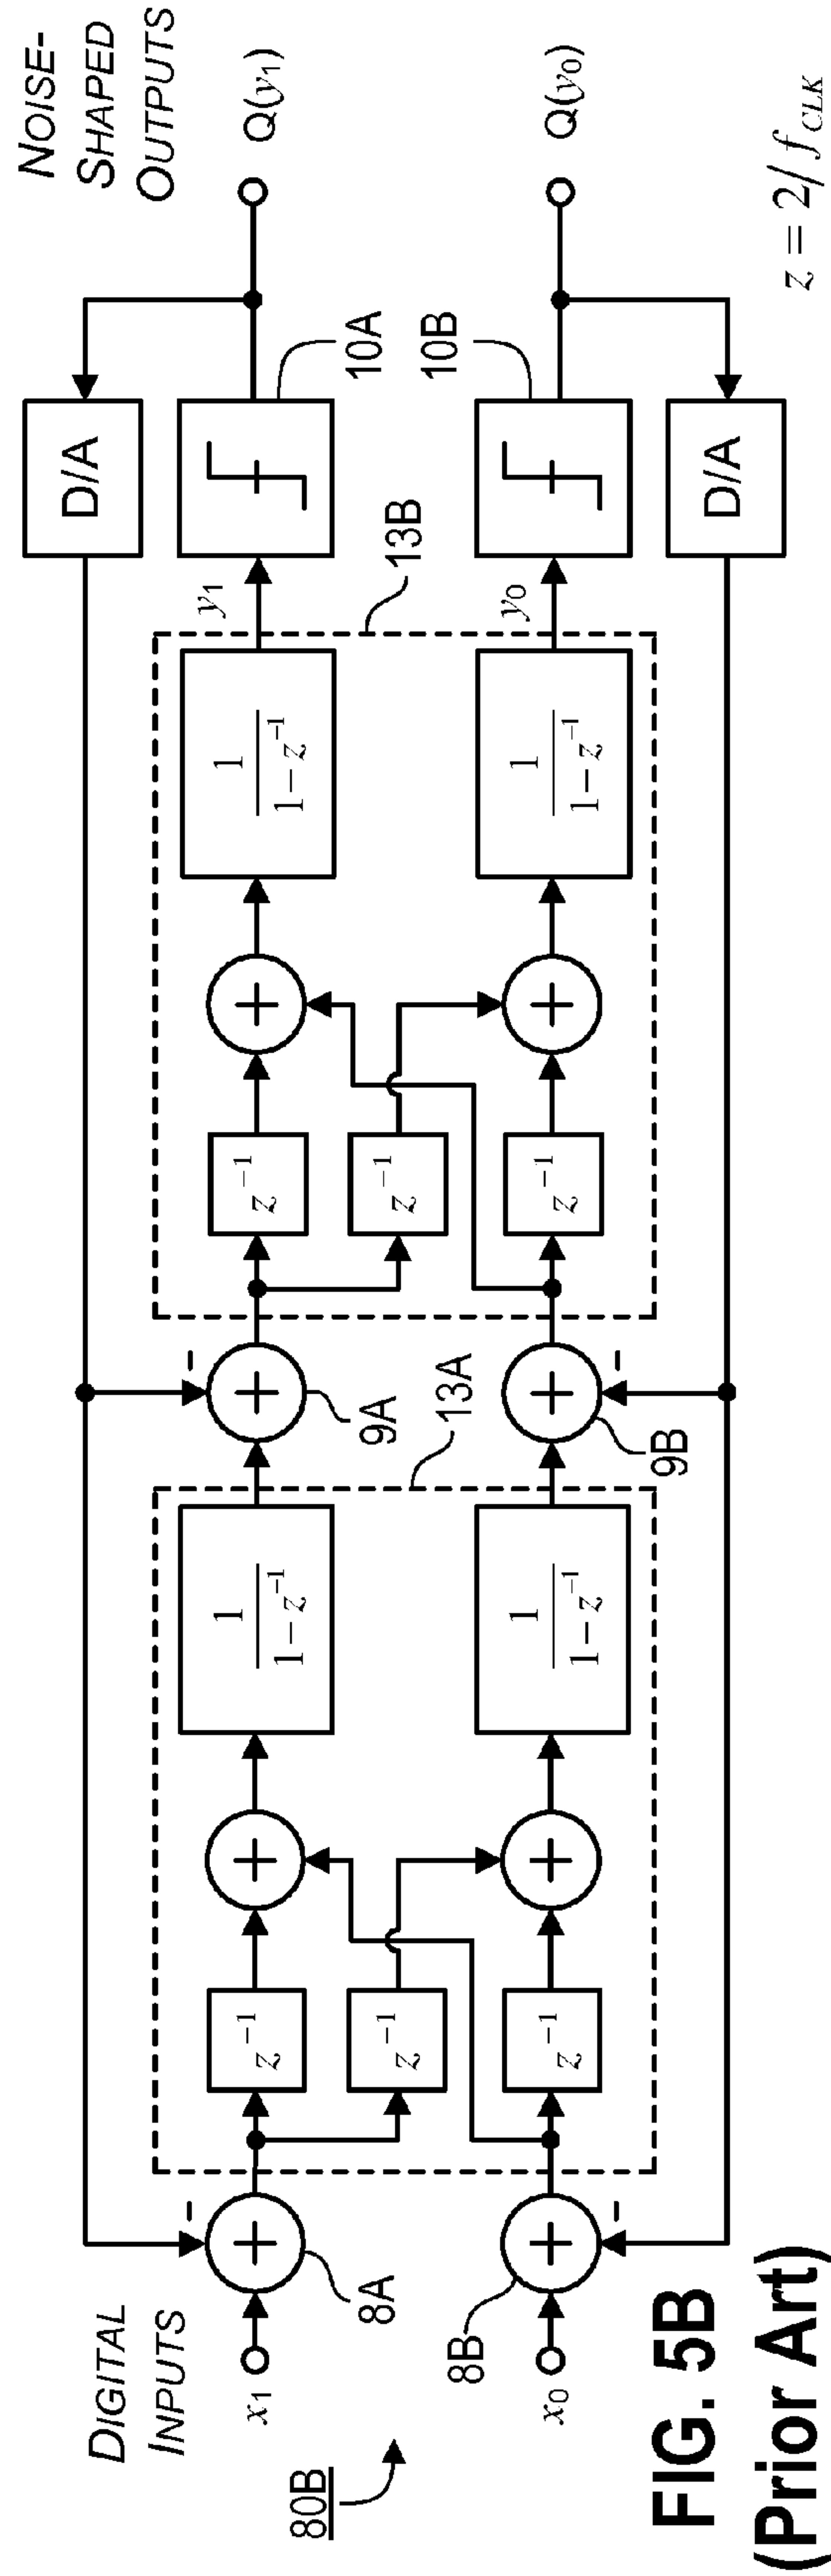 DIGITAL
INPUTS
NOISE-
SHAPED
OUTPUTS
80B
x₁
x₀
8A
8B
+
+
-
-
z⁻¹
z⁻¹
z⁻¹
+
+
1
1 – z⁻¹
1
1 – z⁻¹
13A
9A
9B
+
+
-
-
z⁻¹
z⁻¹
z⁻¹
+
+
1
1 – z⁻¹
1
1 – z⁻¹
13B
y₁
y₀
D/A
D/A
10A
10B
Q(y₁)
Q(y₀)
z = 2/ f_CLK
FIG. 5B
(Prior Art)